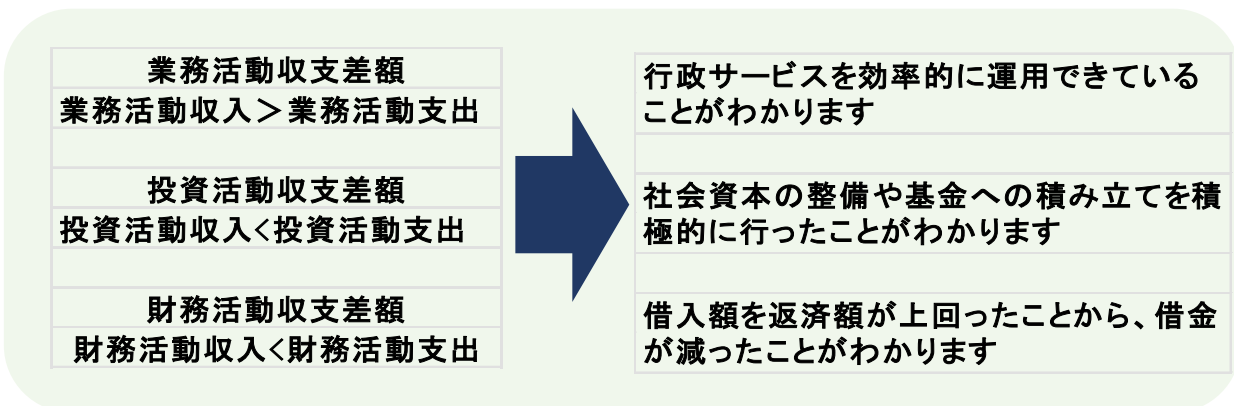 業務活動収支差額
業務活動収入＞業務活動支出
投資活動収支差額
投資活動収入<投資活動支出
財務活動収支差額
財務活動収入<財務活動支出
行政サービスを効率的に運用できている
ことがわかります
社会資本の整備や基金への積み立てを積
極的に行ったことがわかります
借入額を返済額が上回ったことから、借金
が減ったことがわかります